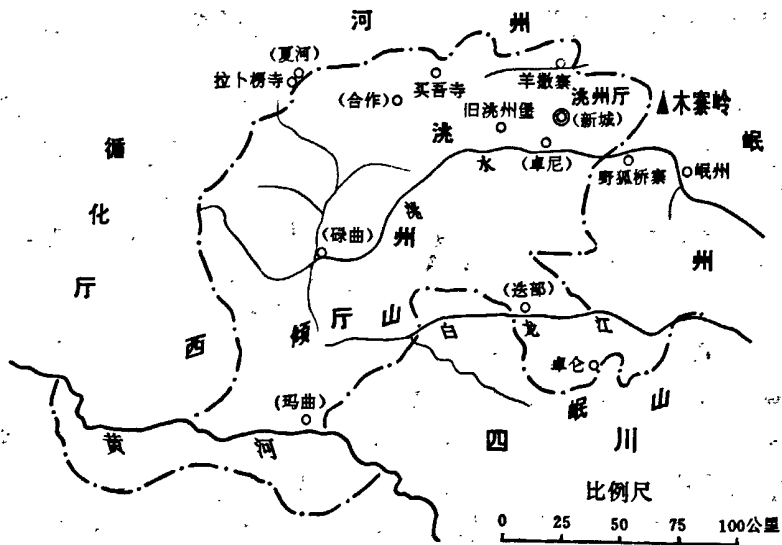 河 州
(夏河)
拉卜楞寺
买吾寺
羊撒寨
(合作)
旧洮州堡
洮州厅
(新城)
木寨岭
循化厅
洮水
(卓尼)
野狐桥寨
岷州
岷州
洮州厅
(碌曲)
西倾山
(迭部)
白龙江
卓仑
岷山
(玛曲)
黄河
四 川
比例尺
0 25 50 75 100公里